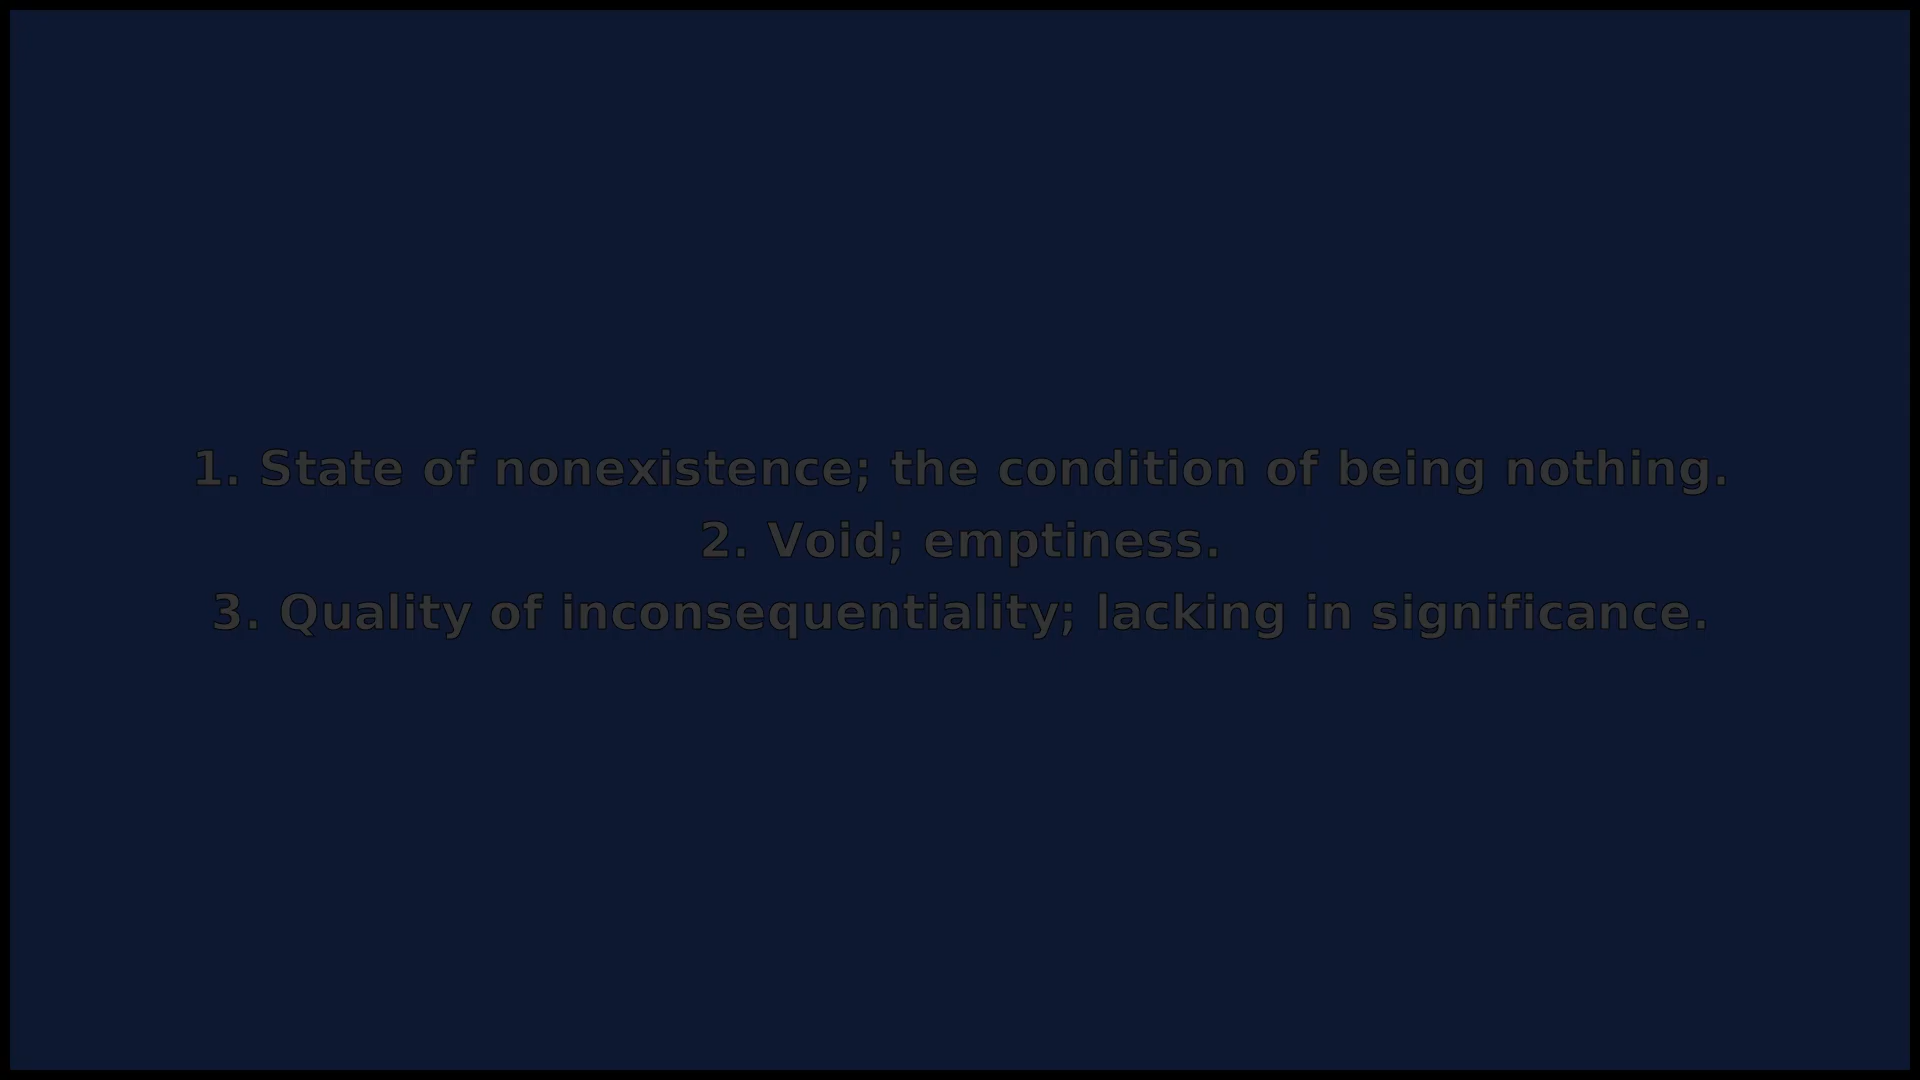 1. State of nonexistence; the condition of being nothing.
2. Void; emptiness.
3. Quality of inconsequentiality; lacking in significance.